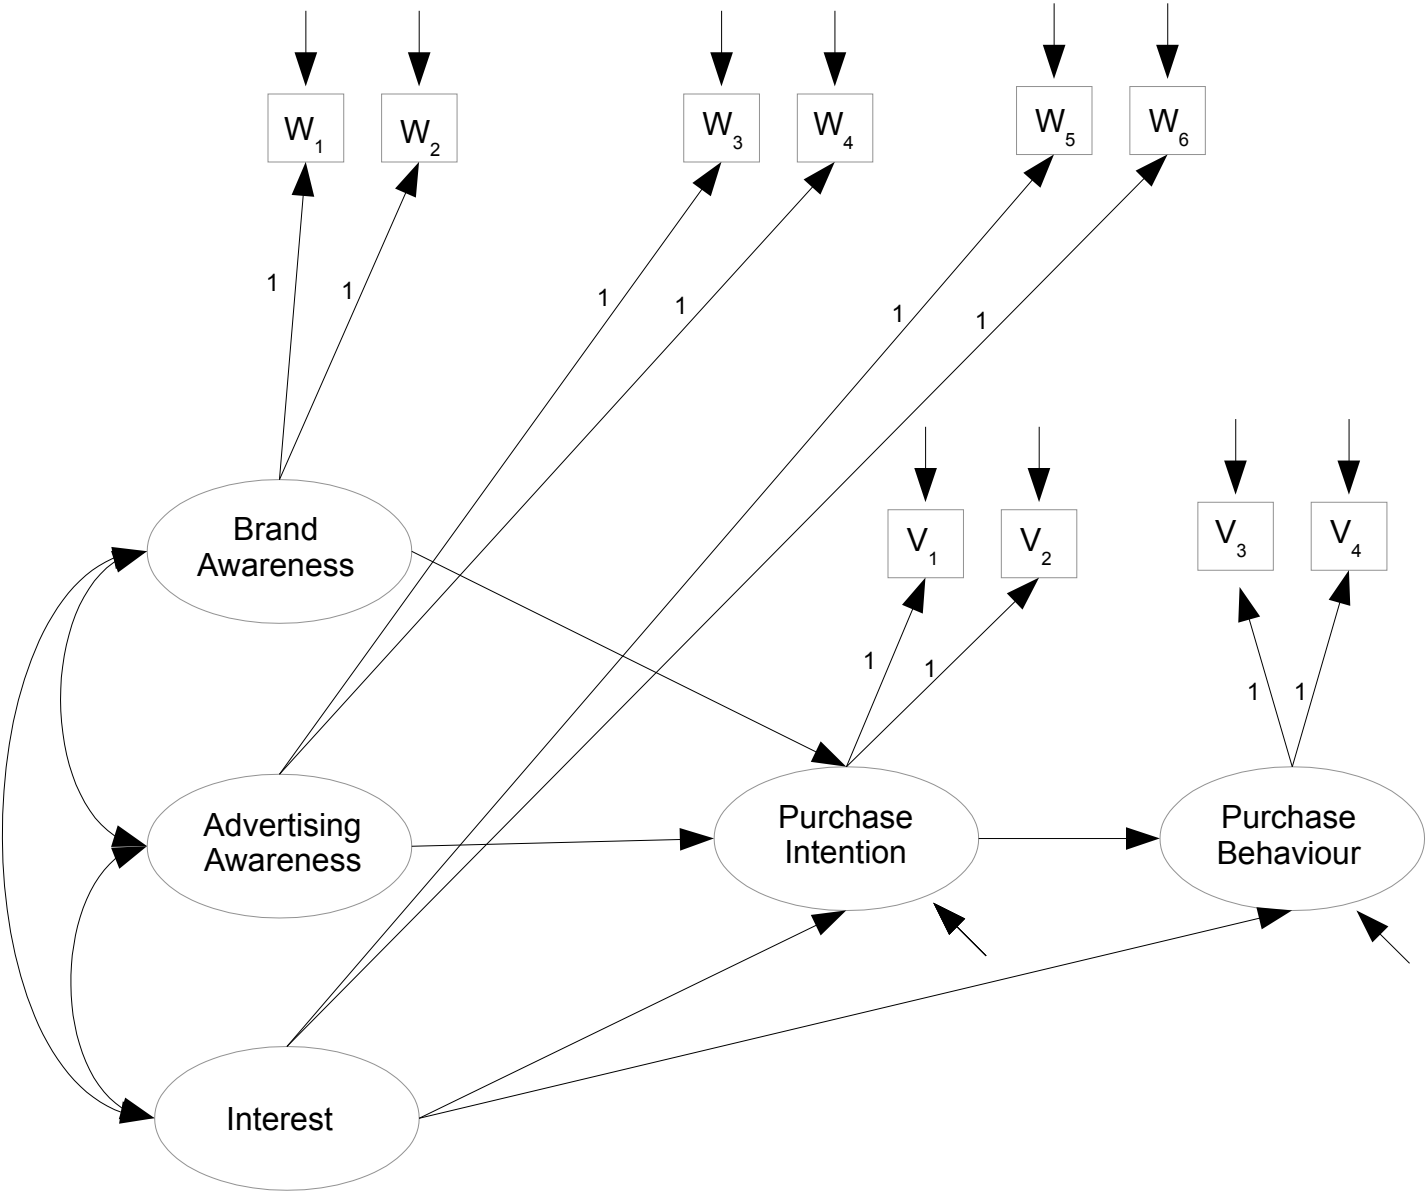 W1
W2
W3
W4
W5
W6
1
1
1
1
1
1
Brand
Awareness
V1
V2
V3
V4
1
1
1
1
Advertising
Awareness
Purchase
Intention
Purchase
Behaviour
Interest